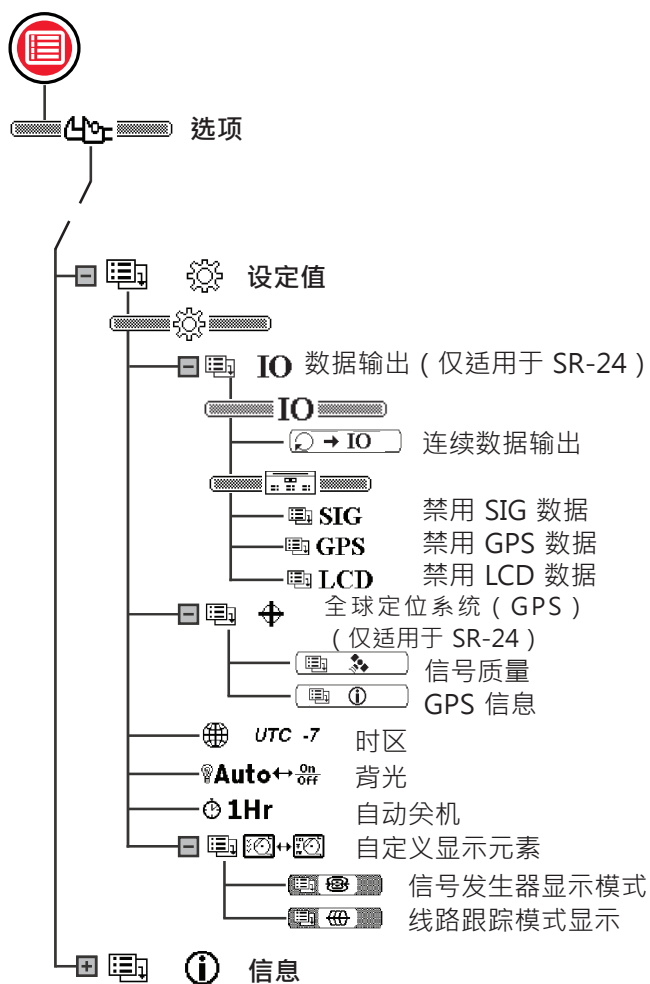 选项
设定值
IO 数据输出（仅适用于 SR-24）
IO
→ IO 连续数据输出
SIG 禁用 SIG 数据
GPS 禁用 GPS 数据
LCD 禁用 LCD 数据
全球定位系统（GPS）
（仅适用于 SR-24）
信号质量
GPS 信息
UTC -7 时区
Auto↔On/Off 背光
1Hr 自动关机
自定义显示元素
信号发生器显示模式
线路跟踪模式显示
信息